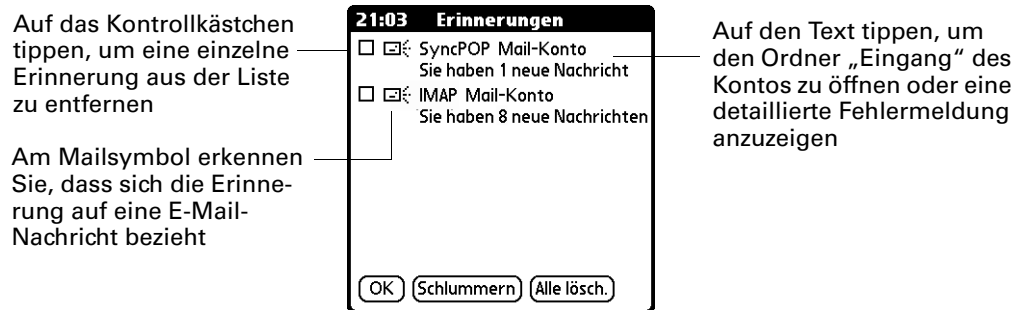 Auf das Kontrollkästchen
tippen, um eine einzelne
Erinnerung aus der Liste
zu entfernen
Am Mailsymbol erkennen
Sie, dass sich die Erinne-
rung auf eine E-Mail-
Nachricht bezieht
21:03 Erinnerungen
SyncPOP Mail-Konto
Sie haben 1 neue Nachricht
IMAP Mail-Konto
Sie haben 8 neue Nachrichten
OK Schlummern Alle lösch.
Auf den Text tippen, um
den Ordner „Eingang“ des
Kontos zu öffnen oder eine
detaillierte Fehlermeldung
anzuzeigen